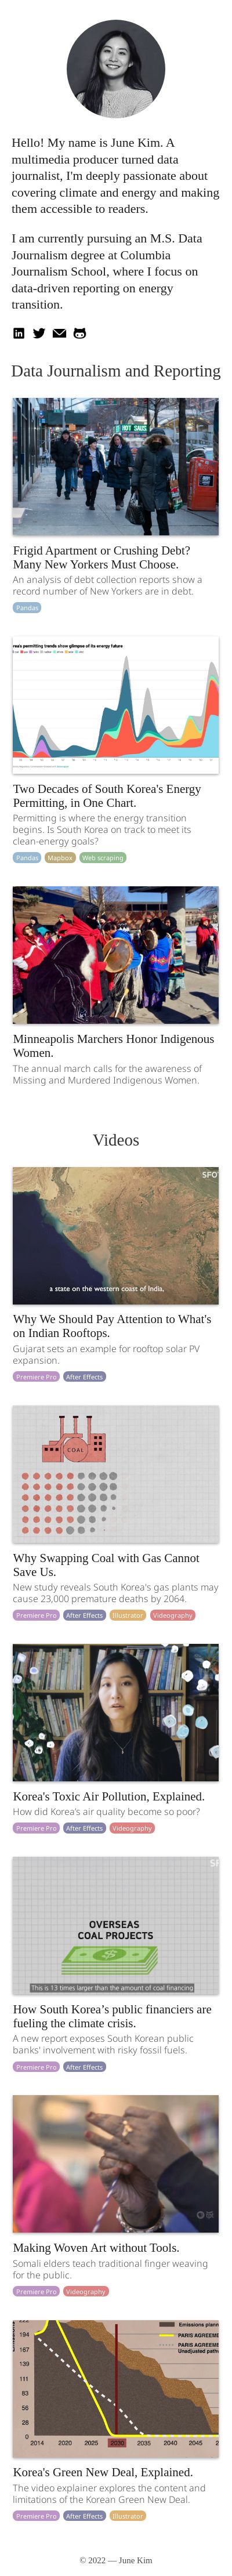 Hello! My name is June Kim. A
multimedia producer turned data
journalist, I'm deeply passionate about
covering climate and energy and making
them accessible to readers.
I am currently pursuing an M.S. Data
Journalism degree at Columbia
Journalism School, where I focus on
data-driven reporting on energy
transition.
Data Journalism and Reporting
HOT SALE
Frigid Apartment or Crushing Debt?
Many New Yorkers Must Choose.
An analysis of debt collection reports show a
record number of New Yorkers are in debt.
Pandas
rea's permitting trends show glimpse of its energy future
Two Decades of South Korea's Energy
Permitting, in One Chart.
Permitting is where the energy transition
begins. Is South Korea on track to meet its
clean-energy goals?
Pandas Mapbox Web scraping
Minneapolis Marchers Honor Indigenous
Women.
The annual march calls for the awareness of
Missing and Murdered Indigenous Women.
Videos
SFO
a state on the western coast of India,
Why We Should Pay Attention to What's
on Indian Rooftops.
Gujarat sets an example for rooftop solar PV
expansion.
Premiere Pro After Effects
COAL
Why Swapping Coal with Gas Cannot
Save Us.
New study reveals South Korea's gas plants may
cause 23,000 premature deaths by 2064.
Premiere Pro After Effects Illustrator Videography
Korea's Toxic Air Pollution, Explained.
How did Korea's air quality become so poor?
Premiere Pro After Effects Videography
OVERSEAS
COAL PROJECTS
This is 13 times larger than the amount of coal financing
How South Korea’s public financiers are
fueling the climate crisis.
A new report exposes South Korean public
banks' involvement with risky fossil fuels.
Premiere Pro After Effects
Making Woven Art without Tools.
Somali elders teach traditional finger weaving
for the public.
Premiere Pro Videography
222
194
167
139
111
83
56
28
0
2014 2020 2025 2030 2035 2040 2045
Emissions plann
PARIS AGREEME
PARIS AGREEME
Unadjusted path
Korea's Green New Deal, Explained.
The video explainer explores the content and
limitations of the Korean Green New Deal.
Premiere Pro After Effects Illustrator
© 2022 — June Kim